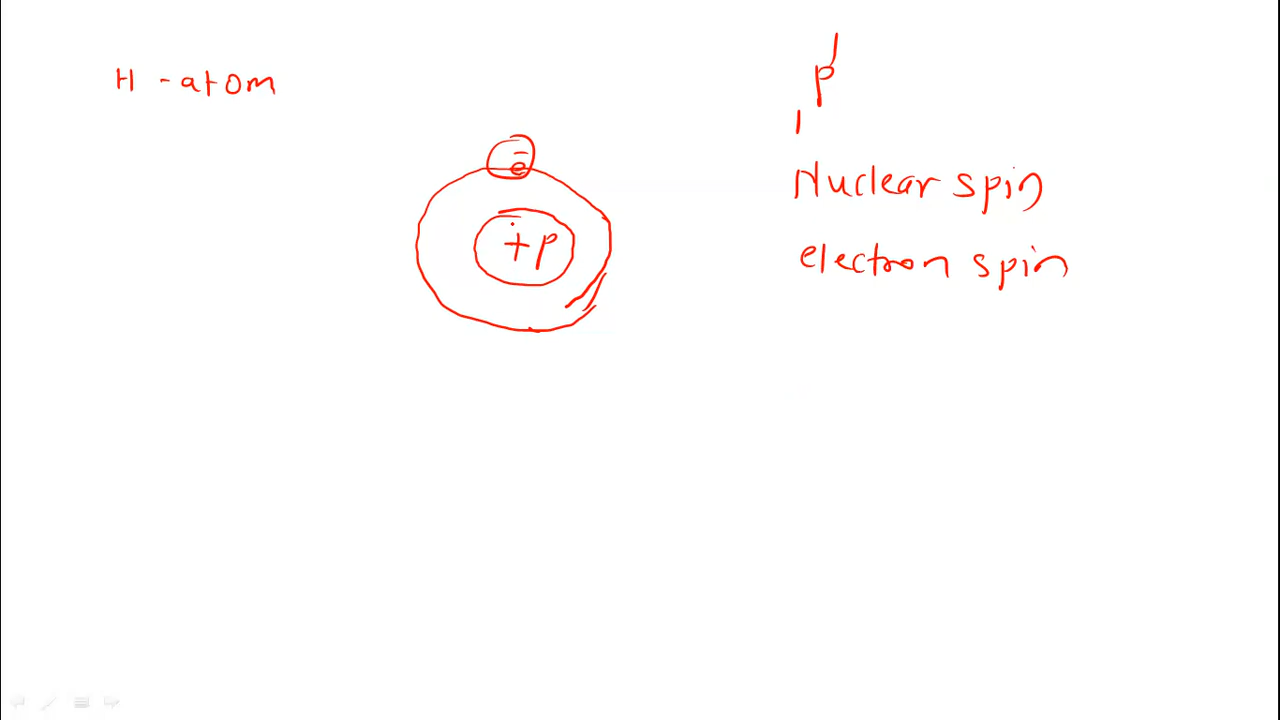 H - atom
p
e
+ p
Nuclear spin
electron spin